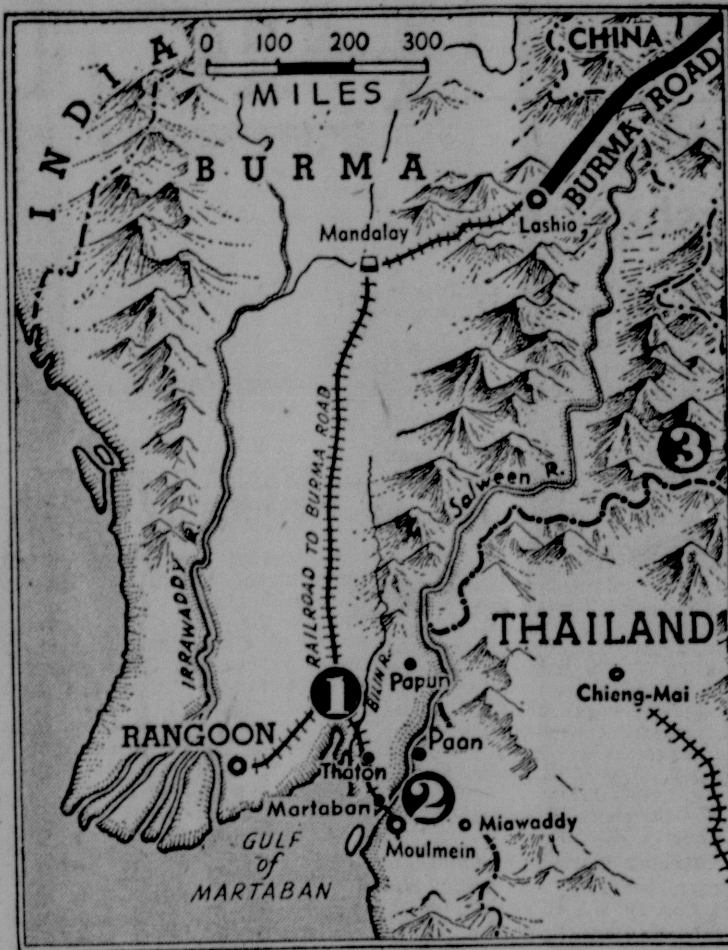 INDIA
0 100 200 300
MILES
CHINA
BURMA ROAD
BURMA
Lashio
Mandalay
RAILROAD TO BURMA ROAD
3
Salween R.
IRRAWADDY R.
THAILAND
BILIN R.
Papun
Chieng-Mai
1
RANGOON
Paan
Thaton
Martaban
2
Miawaddy
Moulmein
GULF
of
MARTABAN